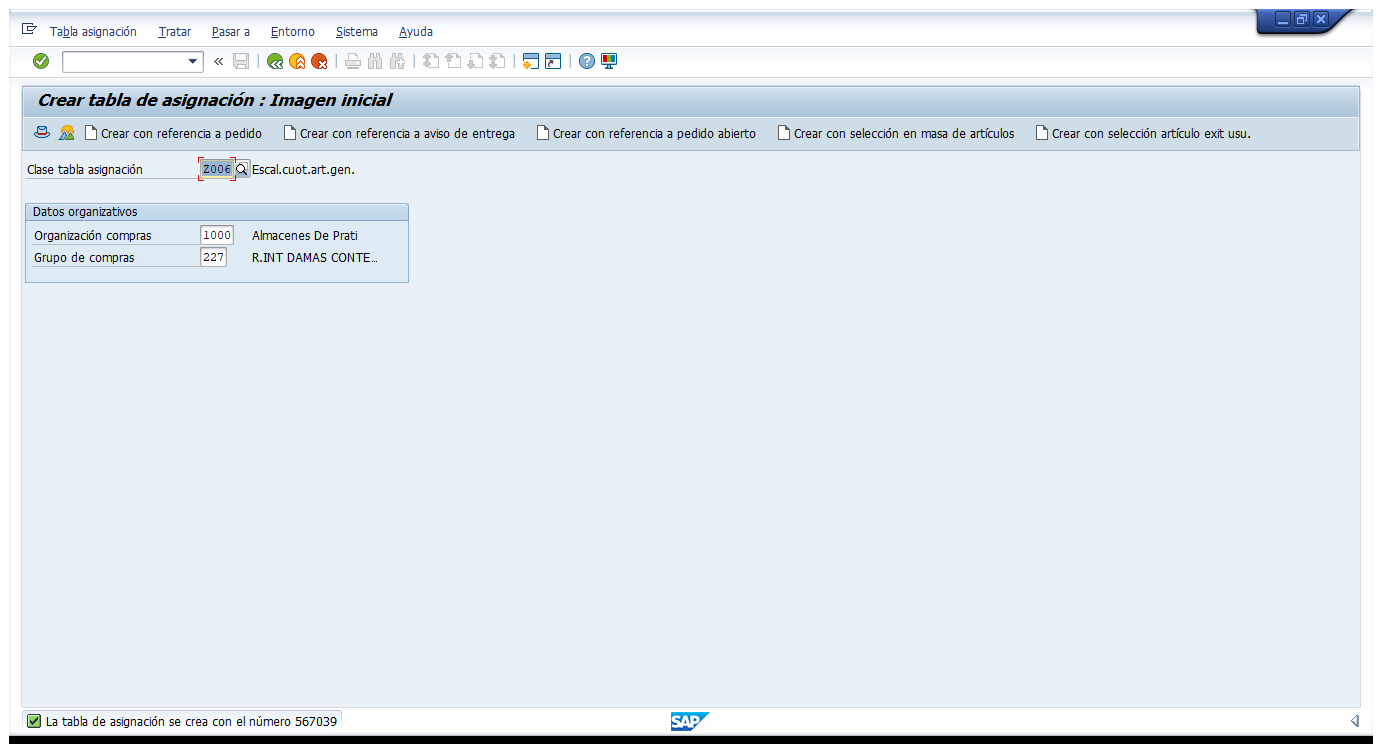 Tabla asignación Tratar Pasar a Entorno Sistema Ayuda
Crear tabla de asignación : Imagen inicial
Crear con referencia a pedido Crear con referencia a aviso de entrega Crear con referencia a pedido abierto Crear con selección en masa de artículos Crear con selección artículo exit usu.
Clase tabla asignación Z006 Escal.cuot.art.gen.
Datos organizativos
Organización compras 1000 Almacenes De Prati
Grupo de compras 227 R.INT DAMAS CONTE...
La tabla de asignación se crea con el número 567039
SAP